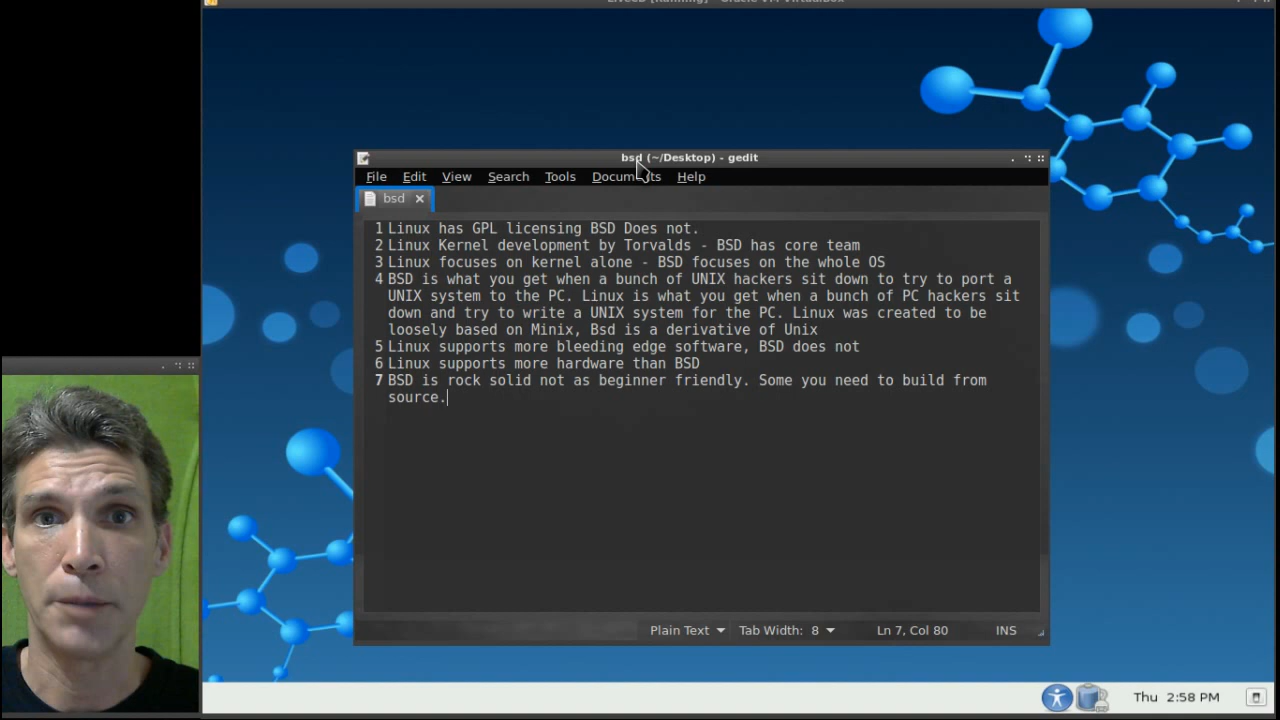 bsd (~/Desktop) - gedit
File Edit View Search Tools Documents Help
bsd
1 Linux has GPL licensing BSD Does not.
2 Linux Kernel development by Torvalds - BSD has core team
3 Linux focuses on kernel alone - BSD focuses on the whole OS
4 BSD is what you get when a bunch of UNIX hackers sit down to try to port a
UNIX system to the PC. Linux is what you get when a bunch of PC hackers sit
down and try to write a UNIX system for the PC. Linux was created to be
loosely based on Minix, Bsd is a derivative of Unix
5 Linux supports more bleeding edge software, BSD does not
6 Linux supports more hardware than BSD
7 BSD is rock solid not as beginner friendly. Some you need to build from
source.
Plain Text Tab Width: 8 Ln 7, Col 80 INS
Thu 2:58 PM